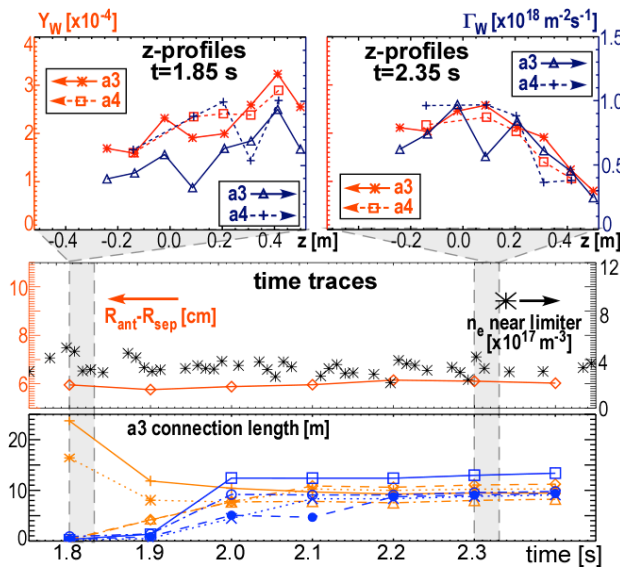 Y_W [x10^-4]
Γ_W [x10^18 m^-2 s^-1]
4
3
2
1
0
z-profiles
t=1.85 s
a3
a4
a3
a4
-0.4 -0.2 0.0 0.2 0.4 z [m]
z-profiles
t=2.35 s
a3
a4
a3
a4
1.5
1.0
0.5
0.0
-0.4 -0.2 0.0 0.2 0.4 z [m]
time traces
10
8
6
R_ant-R_sep [cm]
n_e near limiter
[x10^17 m^-3]
12
8
4
0
a3 connection length [m]
20
10
0
1.8 1.9 2.0 2.1 2.2 2.3 time [s]